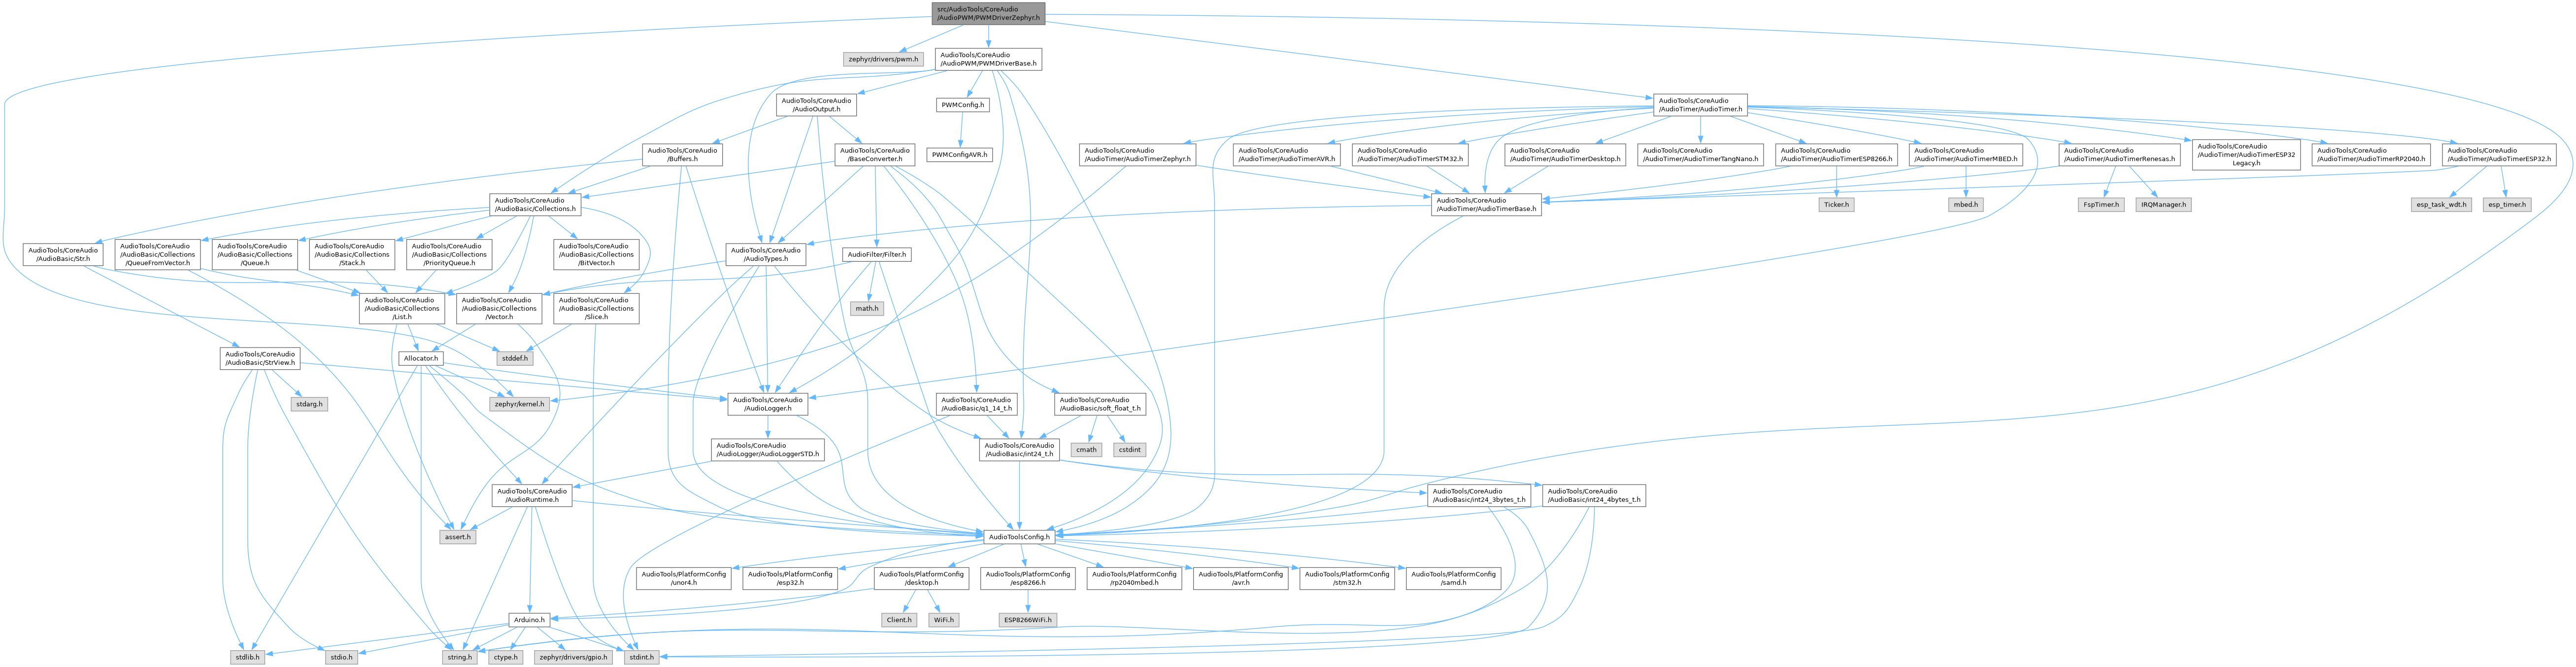 src/AudioTools/CoreAudio
/AudioPWM/PWMDriverZephyr.h
zephyr/drivers/pwm.h
AudioTools/CoreAudio
/AudioPWM/PWMDriverBase.h
AudioTools/CoreAudio
/AudioOutput.h
PWMConfig.h
AudioTools/CoreAudio
/AudioTimer/AudioTimer.h
AudioTools/CoreAudio
/Buffers.h
AudioTools/CoreAudio
/BaseConverter.h
PWMConfigAVR.h
AudioTools/CoreAudio
/AudioTimer/AudioTimerZephyr.h
AudioTools/CoreAudio
/AudioTimer/AudioTimerAVR.h
AudioTools/CoreAudio
/AudioTimer/AudioTimerSTM32.h
AudioTools/CoreAudio
/AudioTimer/AudioTimerDesktop.h
AudioTools/CoreAudio
/AudioTimer/AudioTimerTangNano.h
AudioTools/CoreAudio
/AudioTimer/AudioTimerESP8266.h
AudioTools/CoreAudio
/AudioTimer/AudioTimerMBED.h
AudioTools/CoreAudio
/AudioTimer/AudioTimerRenesas.h
AudioTools/CoreAudio
/AudioTimer/AudioTimerESP32
Legacy.h
AudioTools/CoreAudio
/AudioTimer/AudioTimerRP2040.h
AudioTools/CoreAudio
/AudioTimer/AudioTimerESP32.h
AudioTools/CoreAudio
/AudioBasic/Collections.h
AudioTools/CoreAudio
/AudioTimer/AudioTimerBase.h
Ticker.h
mbed.h
FspTimer.h
IRQManager.h
esp_task_wdt.h
esp_timer.h
AudioTools/CoreAudio
/AudioBasic/Str.h
AudioTools/CoreAudio
/AudioBasic/Collections
/QueueFromVector.h
AudioTools/CoreAudio
/AudioBasic/Collections
/Queue.h
AudioTools/CoreAudio
/AudioBasic/Collections
/Stack.h
AudioTools/CoreAudio
/AudioBasic/Collections
/PriorityQueue.h
AudioTools/CoreAudio
/AudioBasic/Collections
/BitVector.h
AudioTools/CoreAudio
/AudioTypes.h
AudioFilter/Filter.h
AudioTools/CoreAudio
/AudioBasic/Collections
/List.h
AudioTools/CoreAudio
/AudioBasic/Collections
/Vector.h
AudioTools/CoreAudio
/AudioBasic/Collections
/Slice.h
math.h
AudioTools/CoreAudio
/AudioBasic/StrView.h
Allocator.h
stddef.h
stdarg.h
zephyr/kernel.h
AudioTools/CoreAudio
/AudioLogger.h
AudioTools/CoreAudio
/AudioBasic/q1_14_t.h
AudioTools/CoreAudio
/AudioBasic/soft_float_t.h
AudioTools/CoreAudio
/AudioLogger/AudioLoggerSTD.h
AudioTools/CoreAudio
/AudioBasic/int24_t.h
cmath
cstdint
AudioTools/CoreAudio
/AudioRuntime.h
AudioTools/CoreAudio
/AudioBasic/int24_3bytes_t.h
AudioTools/CoreAudio
/AudioBasic/int24_4bytes_t.h
assert.h
AudioToolsConfig.h
AudioTools/PlatformConfig
/unor4.h
AudioTools/PlatformConfig
/esp32.h
AudioTools/PlatformConfig
/desktop.h
AudioTools/PlatformConfig
/esp8266.h
AudioTools/PlatformConfig
/rp2040mbed.h
AudioTools/PlatformConfig
/avr.h
AudioTools/PlatformConfig
/stm32.h
AudioTools/PlatformConfig
/samd.h
Arduino.h
Client.h
WiFi.h
ESP8266WiFi.h
stdlib.h
stdio.h
string.h
ctype.h
zephyr/drivers/gpio.h
stdint.h